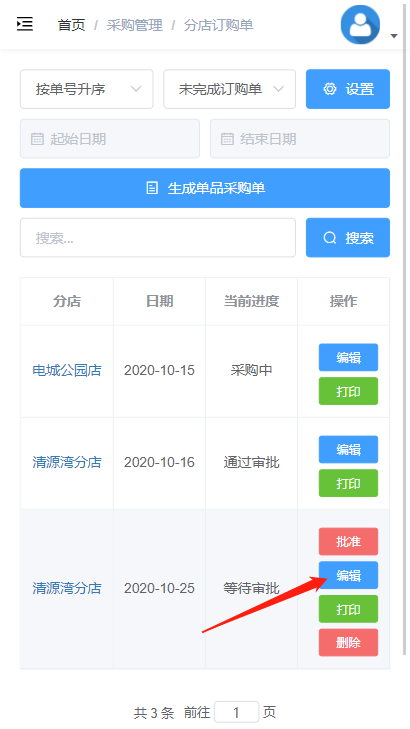 首页 / 采购管理 / 分店订购单
按单号升序 未完成订购单 设置
起始日期 结束日期
生成单品采购单
搜索... 搜索
分店 日期 当前进度 操作
电城公园店 2020-10-15 采购中 编辑
打印
清源湾分店 2020-10-16 通过审批 编辑
打印
批准
清源湾分店 2020-10-25 等待审批 编辑
打印
删除
共 3 条 前往 1 页